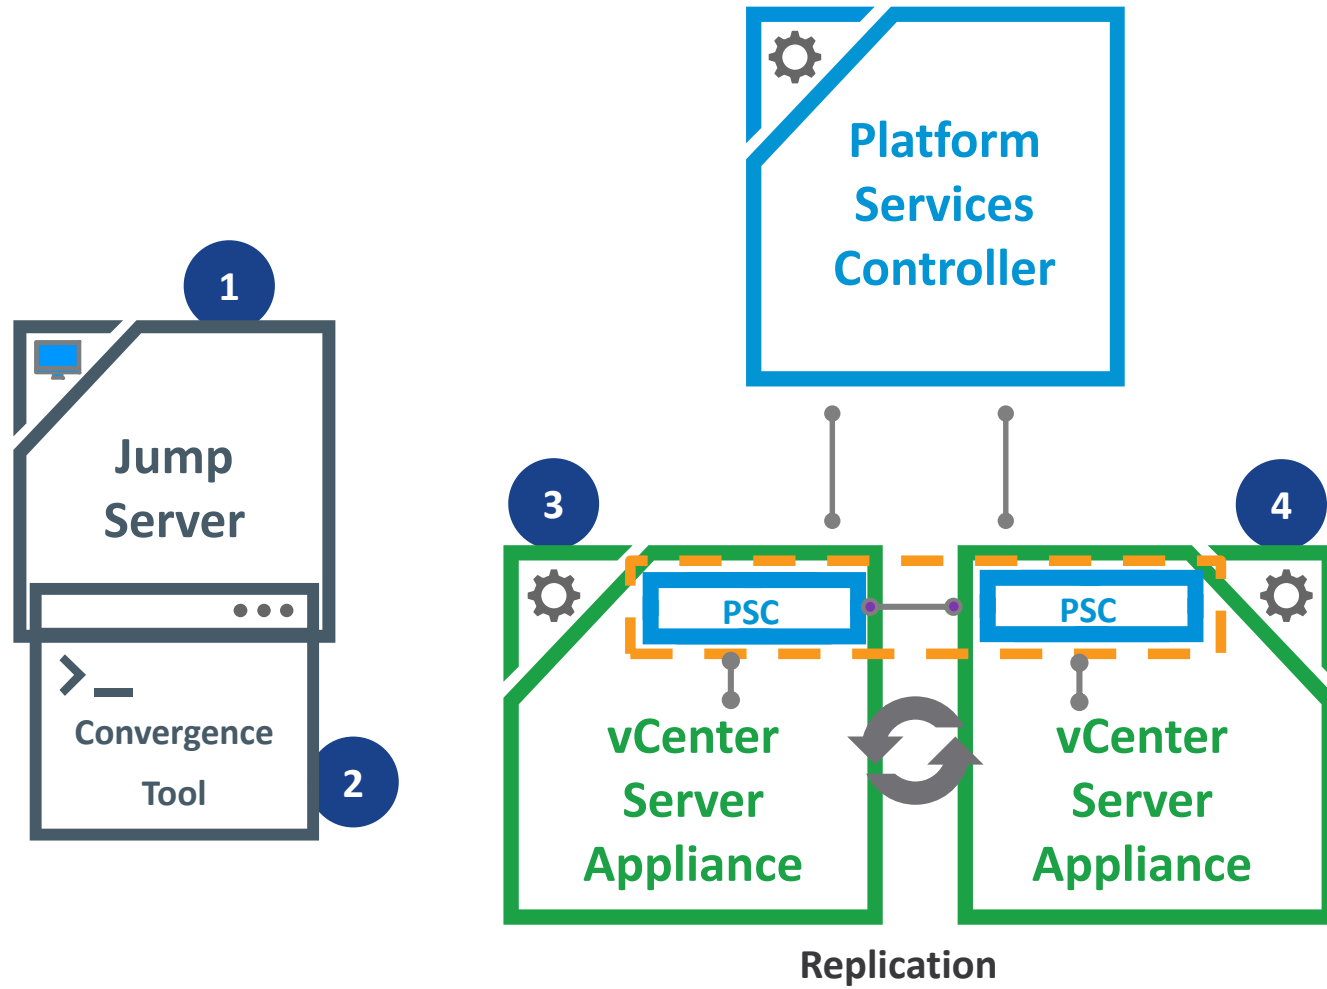 Platform
Services
Controller
1
Jump
Server
Convergence
Tool
2
3
4
PSC
PSC
vCenter
Server
Appliance
vCenter
Server
Appliance
Replication